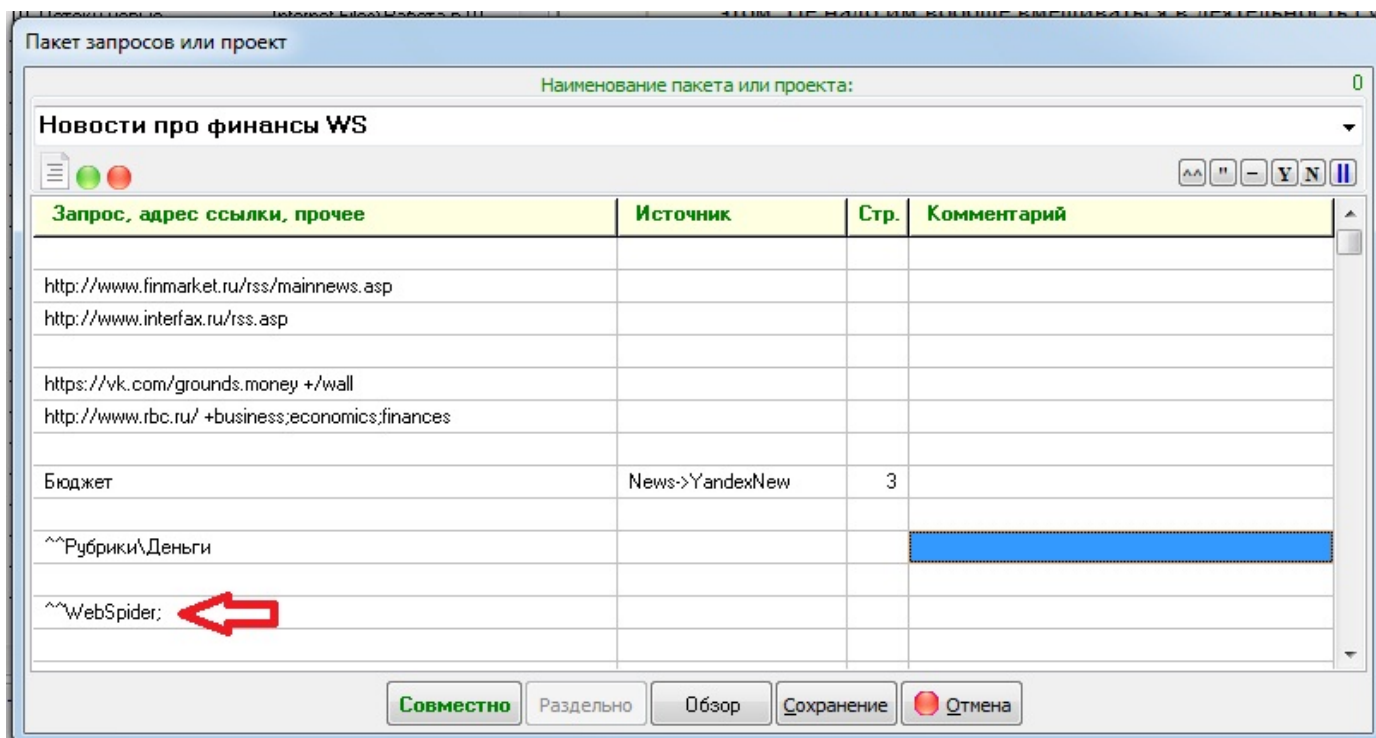 Пакет запросов или проект
Наименование пакета или проекта: 0
Новости про финансы WS
^^ " - Y N ||
Запрос, адрес ссылки, прочее Источник Стр. Комментарий
http://www.finmarket.ru/rss/mainnews.asp
http://www.interfax.ru/rss.asp
https://vk.com/grounds.money +/wall
http://www.rbc.ru/ +business;economics;finances
Бюджет News->YandexNew 3
^^Рубрики\Деньги
^^WebSpider;
Совместно Раздельно Обзор Сохранение Отмена